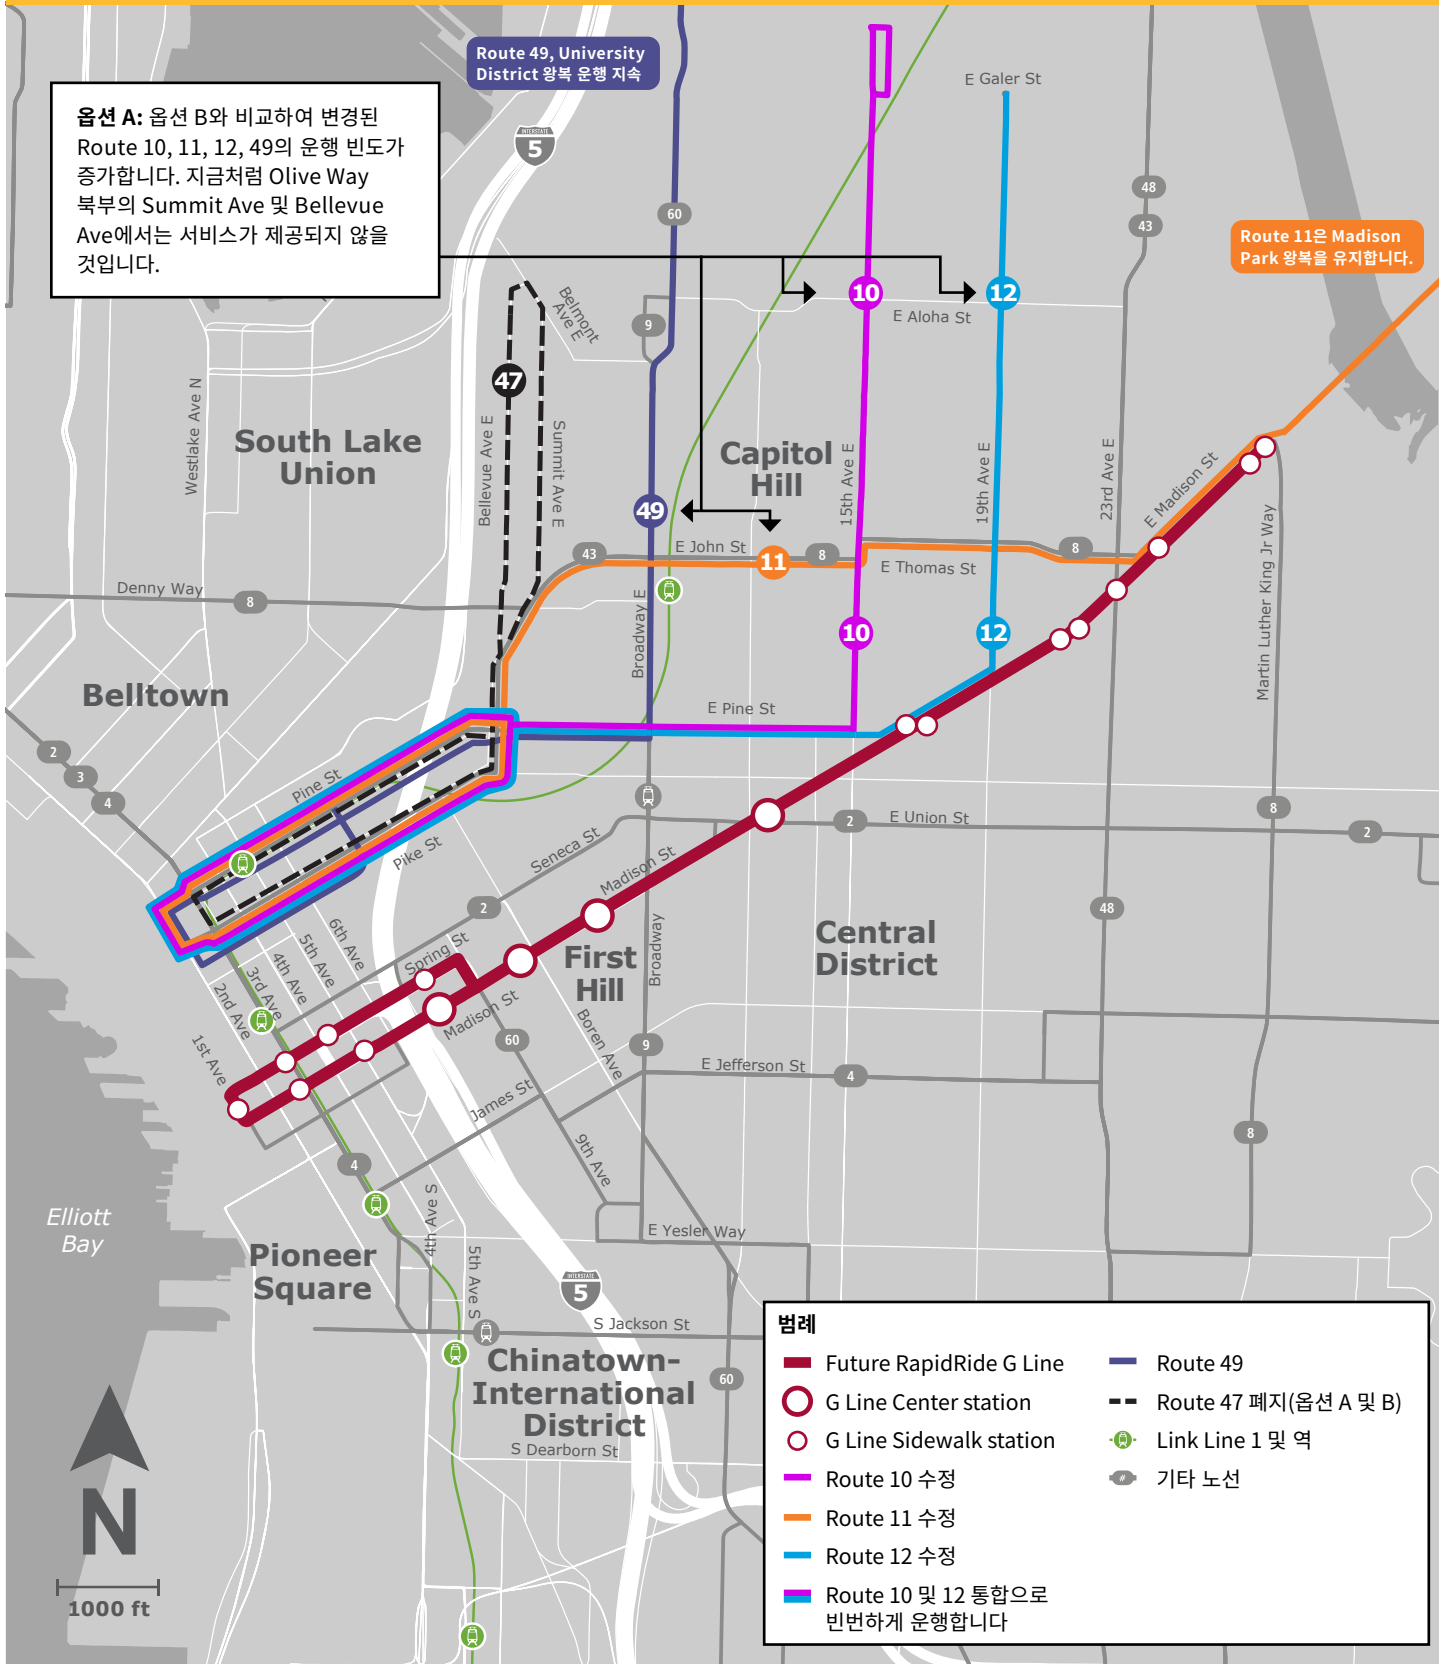 Route 49, University
District 왕복 운행 지속
옵션 A: 옵션 B와 비교하여 변경된
Route 10, 11, 12, 49의 운행 빈도가
증가합니다. 지금처럼 Olive Way
북부의 Summit Ave 및 Bellevue
Ave에서는 서비스가 제공되지 않을
것입니다.
INTERSTATE
5
E Galer St
60
48
43
Route 11은 Madison
Park 왕복을 유지합니다.
10
12
E Aloha St
Belmont
Ave E
9
47
Westlake Ave N
South Lake
Union
Bellevue Ave E
Summit Ave E
Capitol
Hill
15th Ave E
19th Ave E
23rd Ave E
E Madison St
49
Martin Luther King Jr Way
43
E John St
11
8
8
E Thomas St
Denny Way
8
Broadway E
10
12
Belltown
E Pine St
2
3
4
Pine St
Pike St
Seneca St
Madison St
2
E Union St
8
2
2
48
6th Ave
5th Ave
4th Ave
3rd Ave
2nd Ave
1st Ave
Spring St
Madison St
First
Hill
Broadway
Central
District
60
Boren Ave
9
E Jefferson St
4
James St
9th Ave
8
4
Elliott
Bay
4th Ave S
5th Ave S
E Yesler Way
Pioneer
Square
INTERSTATE
5
S Jackson St
Chinatown-
International
District
60
S Dearborn St
N
1000 ft
범례
Future RapidRide G Line
G Line Center station
G Line Sidewalk station
Route 10 수정
Route 11 수정
Route 12 수정
Route 10 및 12 통합으로
빈번하게 운행합니다
Route 49
Route 47 폐지(옵션 A 및 B)
Link Line 1 및 역
#
기타 노선